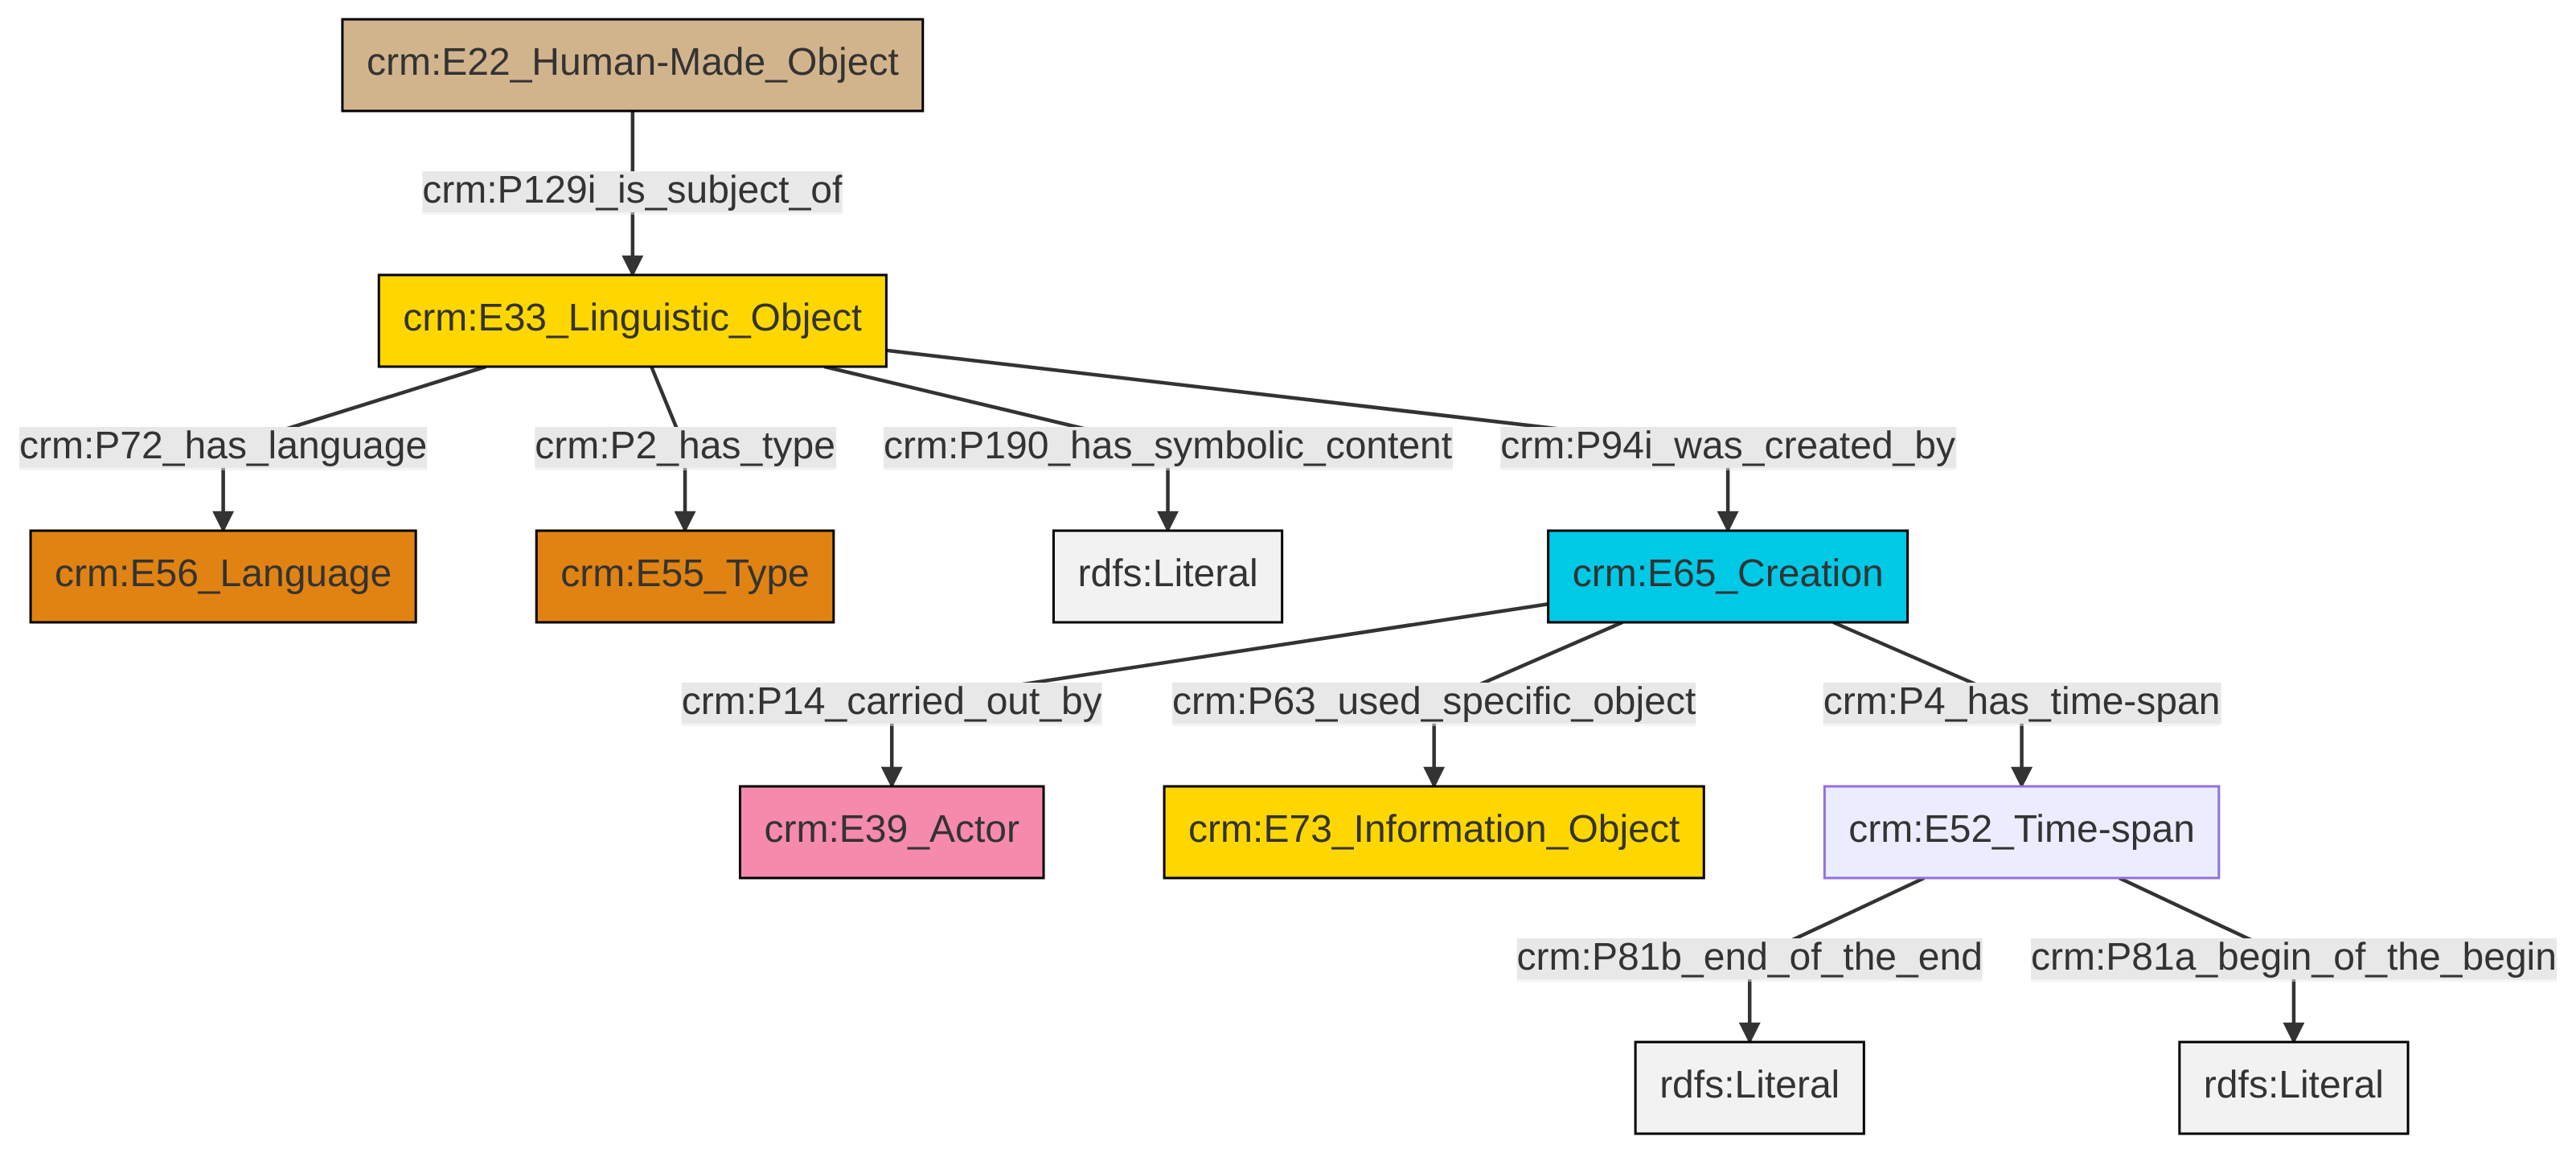 crm:E22_Human-Made_Object
crm:P129i_is_subject_of
crm:E33_Linguistic_Object
crm:P72_has_language
crm:P2_has_type
crm:P190_has_symbolic_content
crm:P94i_was_created_by
crm:E56_Language
crm:E55_Type
rdfs:Literal
crm:E65_Creation
crm:P14_carried_out_by
crm:P63_used_specific_object
crm:P4_has_time-span
crm:E39_Actor
crm:E73_Information_Object
crm:E52_Time-span
crm:P81b_end_of_the_end
crm:P81a_begin_of_the_begin
rdfs:Literal
rdfs:Literal